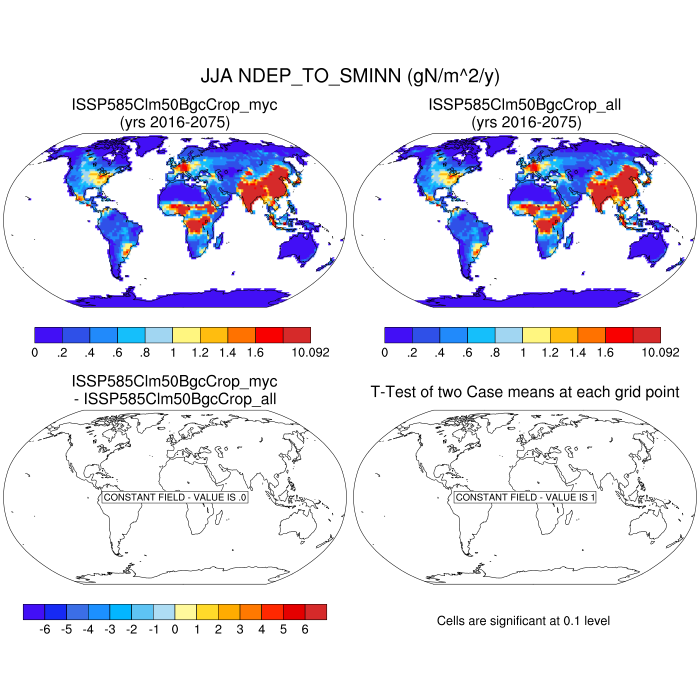 JJA NDEP_TO_SMINN (gN/m^2/y)
ISSP585Clm50BgcCrop_myc
(yrs 2016-2075)
ISSP585Clm50BgcCrop_all
(yrs 2016-2075)
0 .2 .4 .6 .8 1 1.2 1.4 1.6 10.092
0 .2 .4 .6 .8 1 1.2 1.4 1.6 10.092
ISSP585Clm50BgcCrop_myc
- ISSP585Clm50BgcCrop_all
T-Test of two Case means at each grid point
CONSTANT FIELD - VALUE IS .0
CONSTANT FIELD - VALUE IS 1
-6 -5 -4 -3 -2 -1 0 1 2 3 4 5 6
Cells are significant at 0.1 level